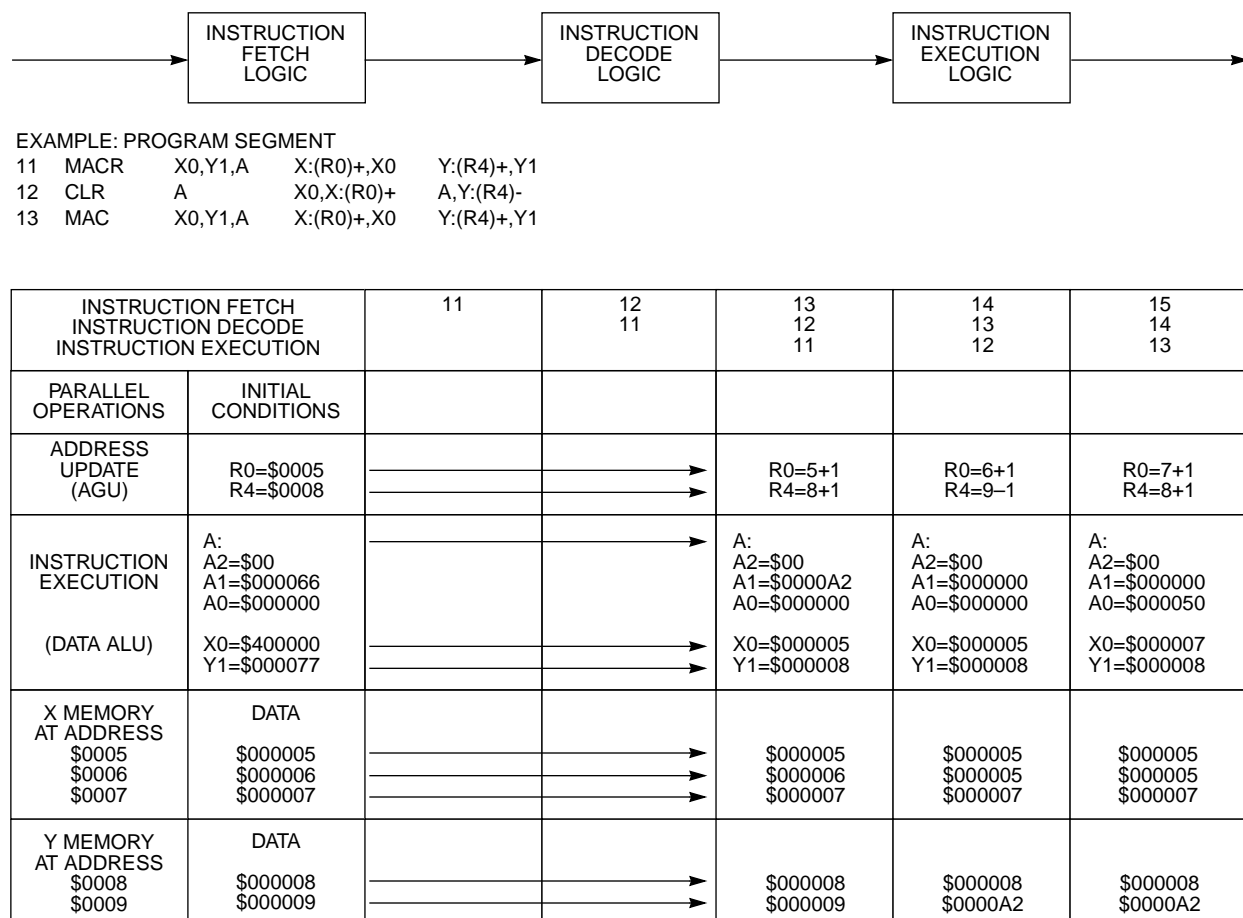 INSTRUCTION
FETCH
LOGIC
INSTRUCTION
DECODE
LOGIC
INSTRUCTION
EXECUTION
LOGIC
EXAMPLE: PROGRAM SEGMENT
11 MACR X0,Y1,A X:(R0)+,X0 Y:(R4)+,Y1
12 CLR A X0,X:(R0)+ A,Y:(R4)-
13 MAC X0,Y1,A X:(R0)+,X0 Y:(R4)+,Y1
INSTRUCTION FETCH 11 12 13 14 15
INSTRUCTION DECODE 11 12 13 14
INSTRUCTION EXECUTION 11 12 13
PARALLEL INITIAL
OPERATIONS CONDITIONS
ADDRESS
UPDATE R0=$0005 R0=5+1 R0=6+1 R0=7+1
(AGU) R4=$0008 R4=8+1 R4=9–1 R4=8+1
A: A: A: A:
INSTRUCTION A2=$00 A2=$00 A2=$00 A2=$00
EXECUTION A1=$000066 A1=$0000A2 A1=$000000 A1=$000000
A0=$000000 A0=$000000 A0=$000000 A0=$000050
(DATA ALU) X0=$400000 X0=$000005 X0=$000005 X0=$000007
Y1=$000077 Y1=$000008 Y1=$000008 Y1=$000008
X MEMORY DATA
AT ADDRESS
$0005 $000005 $000005 $000005 $000005
$0006 $000006 $000006 $000005 $000005
$0007 $000007 $000007 $000007 $000007
Y MEMORY DATA
AT ADDRESS
$0008 $000008 $000008 $000008 $000008
$0009 $000009 $000009 $0000A2 $0000A2